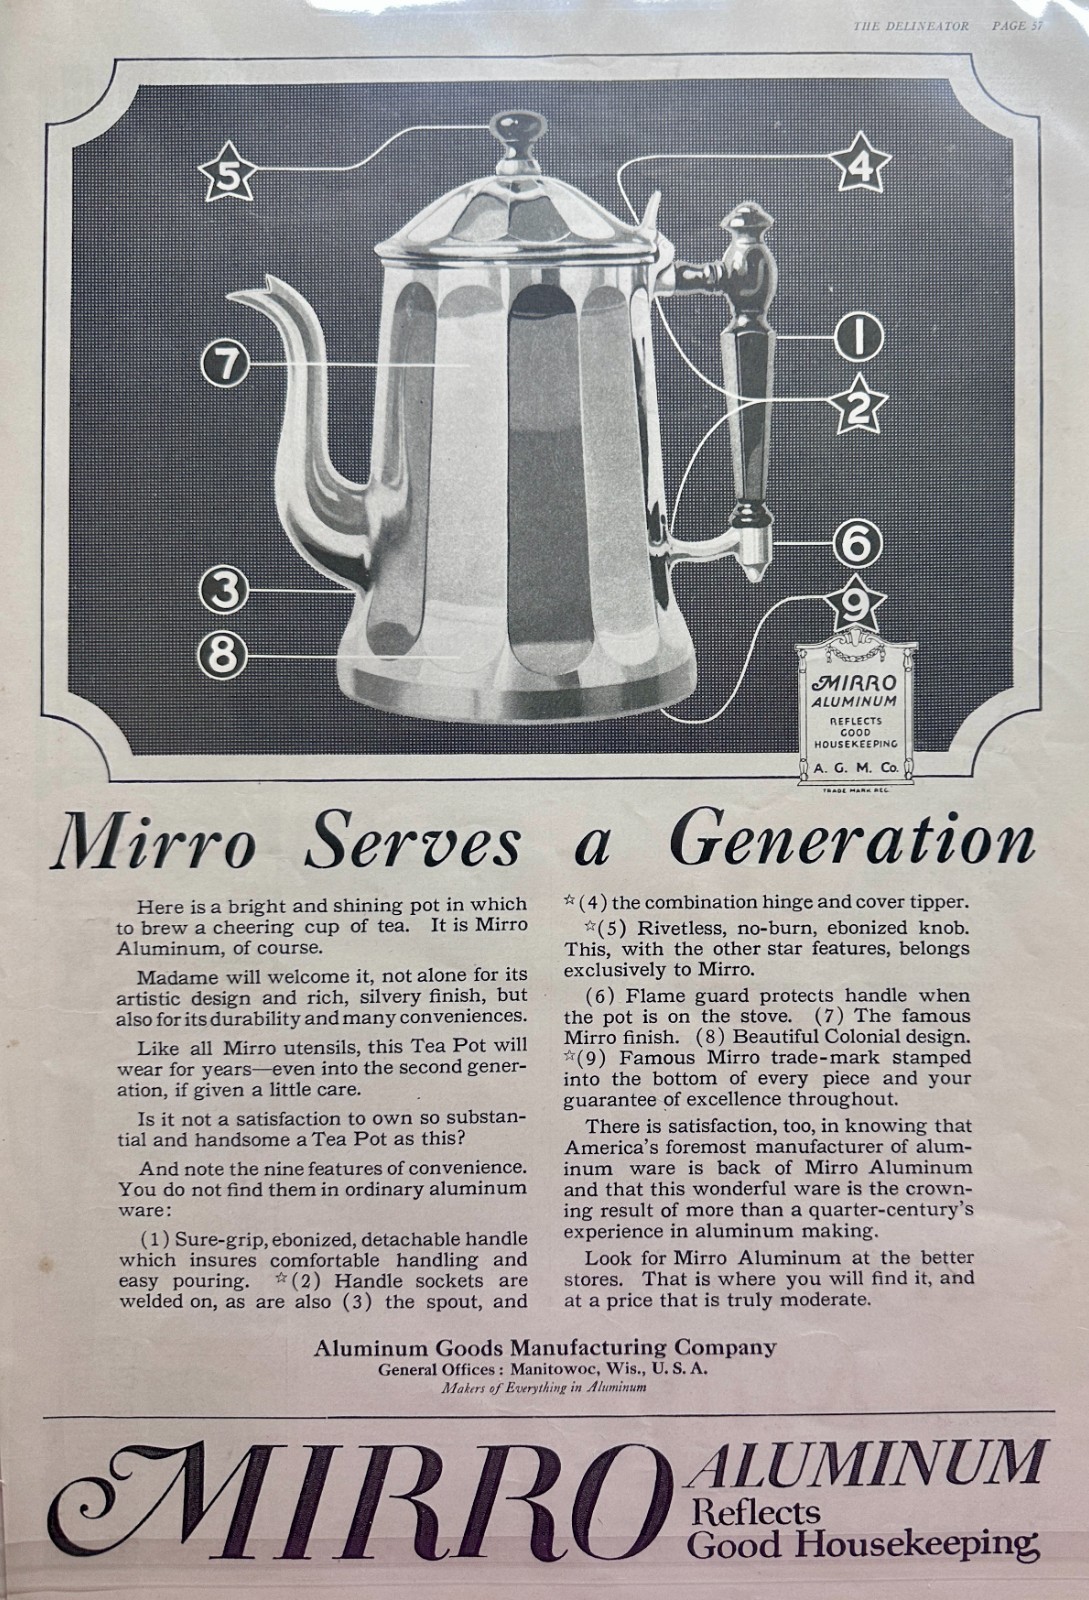 THE DELINEATOR PAGE 57
5
4
7
1
2
6
3
9
8
MIRRO
ALUMINUM
REFLECTS
GOOD
HOUSEKEEPING
A. G. M. Co.
TRADE MARK REG.
Mirro Serves a Generation
Here is a bright and shining pot in which
to brew a cheering cup of tea. It is Mirro
Aluminum, of course.
Madame will welcome it, not alone for its
artistic design and rich, silvery finish, but
also for its durability and many conveniences.
Like all Mirro utensils, this Tea Pot will
wear for years—even into the second gener-
ation, if given a little care.
Is it not a satisfaction to own so substan-
tial and handsome a Tea Pot as this?
And note the nine features of convenience.
You do not find them in ordinary aluminum
ware:
(1) Sure-grip, ebonized, detachable handle
which insures comfortable handling and
easy pouring. ☆(2) Handle sockets are
welded on, as are also (3) the spout, and
☆(4) the combination hinge and cover tipper.
☆(5) Rivetless, no-burn, ebonized knob.
This, with the other star features, belongs
exclusively to Mirro.
(6) Flame guard protects handle when
the pot is on the stove. (7) The famous
Mirro finish. (8) Beautiful Colonial design.
☆(9) Famous Mirro trade-mark stamped
into the bottom of every piece and your
guarantee of excellence throughout.
There is satisfaction, too, in knowing that
America's foremost manufacturer of alum-
inum ware is back of Mirro Aluminum
and that this wonderful ware is the crown-
ing result of more than a quarter-century's
experience in aluminum making.
Look for Mirro Aluminum at the better
stores. That is where you will find it, and
at a price that is truly moderate.
Aluminum Goods Manufacturing Company
General Offices: Manitowoc, Wis., U. S. A.
Makers of Everything in Aluminum
MIRRO ALUMINUM
Reflects
Good Housekeeping